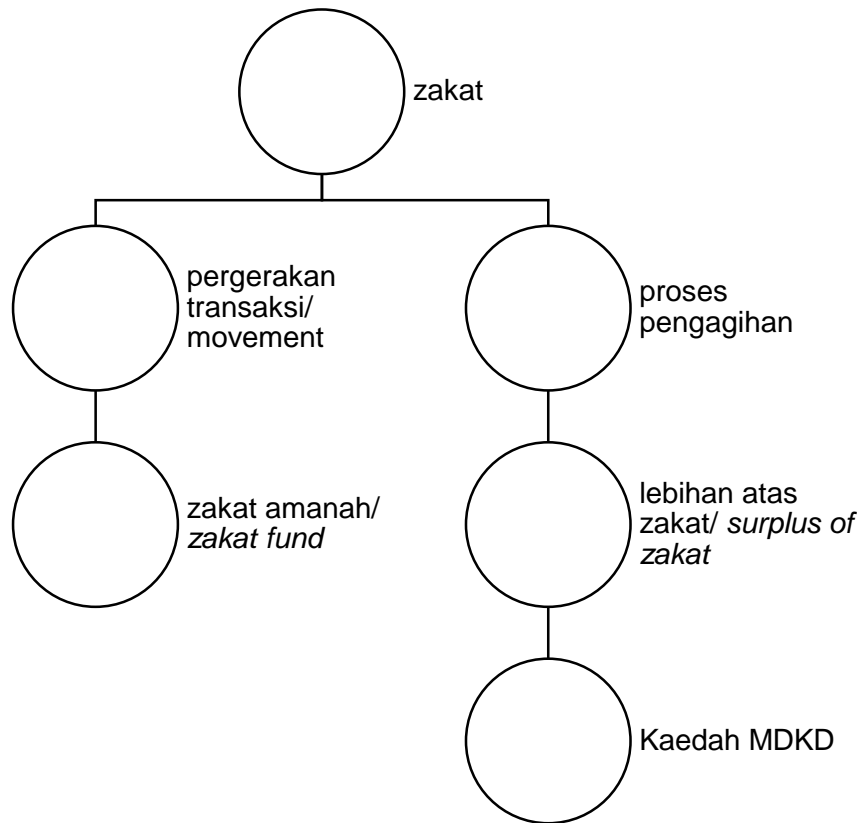 zakat
pergerakan
transaksi/
movement
proses
pengagihan
zakat amanah/
zakat fund
lebihan atas
zakat/ surplus of
zakat
Kaedah MDKD